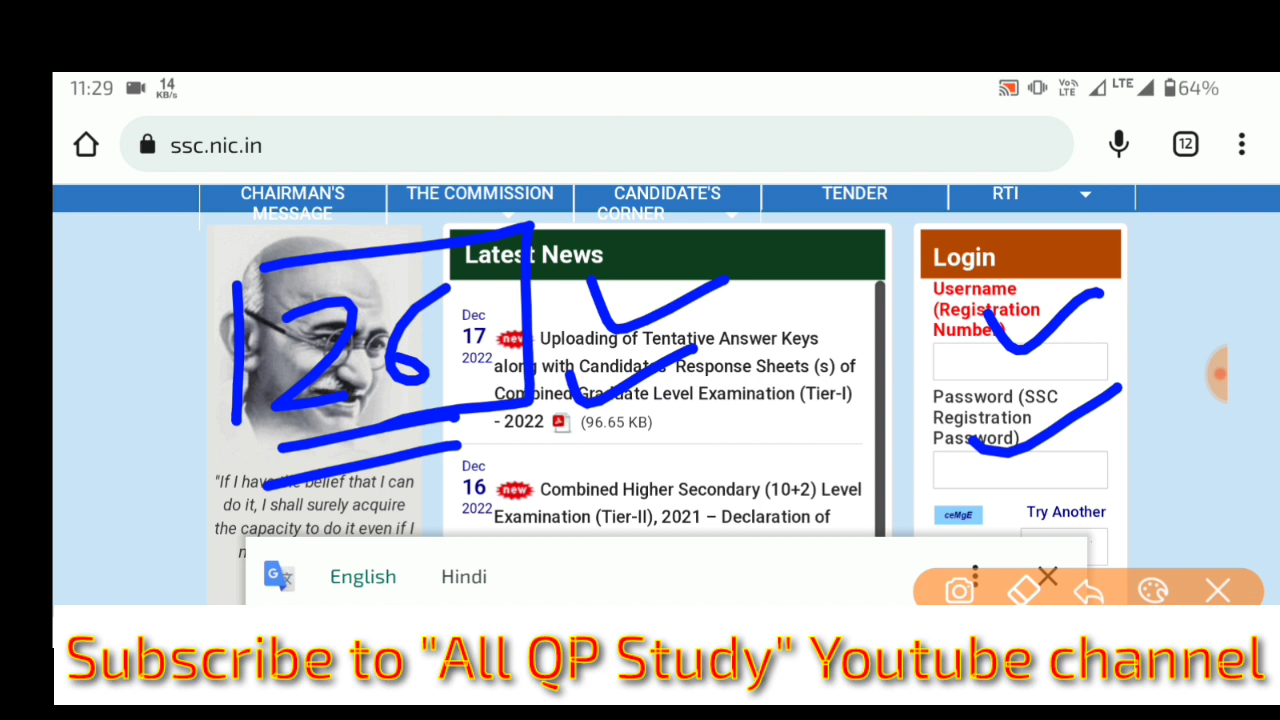 11:29 14 KB/s Vo LTE LTE 64%
ssc.nic.in 12
CHAIRMAN'S MESSAGE
THE COMMISSION
CANDIDATE'S CORNER
TENDER
RTI
126
"If I have the belief that I can
do it, I shall surely acquire
the capacity to do it even if I
Latest News
Dec
17
2022
new Uploading of Tentative Answer Keys
along with Candidates' Response Sheets (s) of
Combined Graduate Level Examination (Tier-I)
- 2022 (96.65 KB)
Dec
16
2022
new Combined Higher Secondary (10+2) Level
Examination (Tier-II), 2021 – Declaration of
Login
Username
(Registration
Number)
Password (SSC
Registration
Password)
ceMgE Try Another
G English Hindi
Subscribe to "All QP Study" Youtube channel